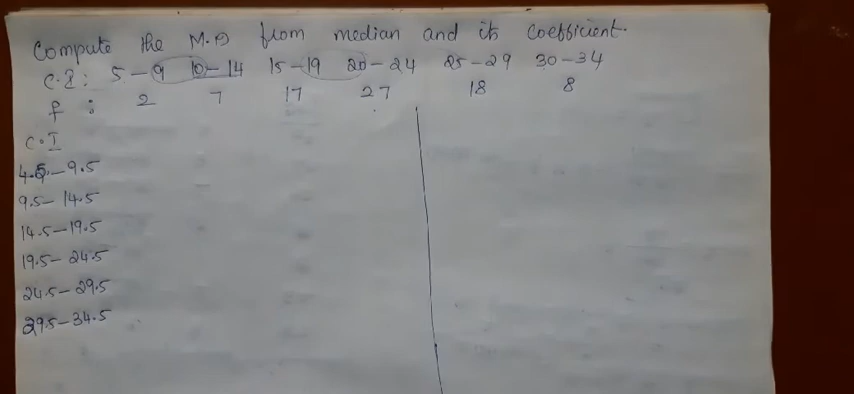 Compute the M.D from median and its coefficient.
C.I : 5 – 9 10 – 14 15 – 19 20 – 24 25 – 29 30 – 34
f : 2 7 17 27 18 8
C.I
4.5 – 9.5
9.5 – 14.5
14.5 – 19.5
19.5 – 24.5
24.5 – 29.5
29.5 – 34.5